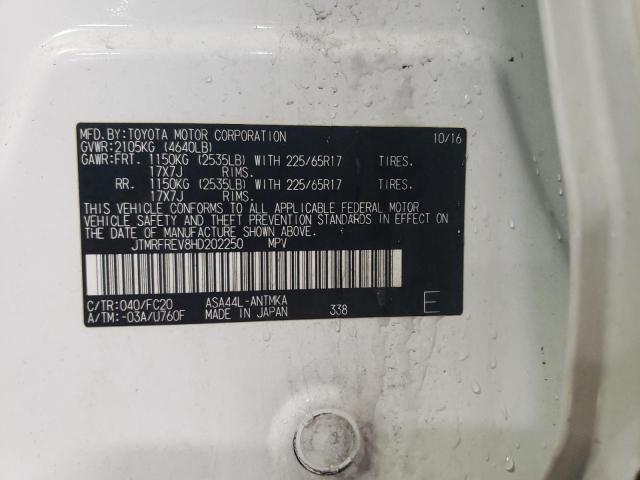 MFD.BY:TOYOTA MOTOR CORPORATION 10/16
GVWR:2105KG (4640LB)
GAWR:FRT. 1150KG (2535LB) WITH 225/65R17 TIRES.
17X7J RIMS.
RR. 1150KG (2535LB) WITH 225/65R17 TIRES.
17X7J RIMS.
THIS VEHICLE CONFORMS TO ALL APPLICABLE FEDERAL MOTOR
VEHICLE SAFETY AND THEFT PREVENTION STANDARDS IN EFFECT ON
THE DATE OF MANUFACTURE SHOWN ABOVE.
JTMRFREV8HD202250 MPV
C/TR:040/FC20 ASA44L-ANTMKA
A/TM:-03A/U760F MADE IN JAPAN 338 E